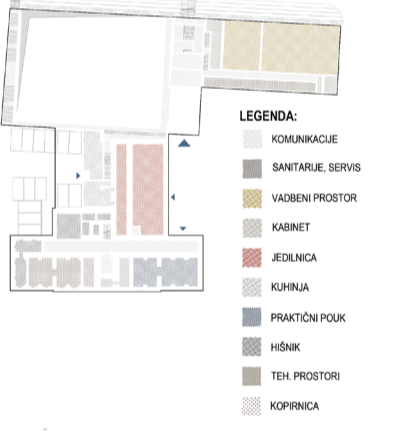 LEGENDA:
KOMUNIKACIJE
SANITARIJE, SERVIS
VADBENI PROSTOR
KABINET
JEDILNICA
KUHINJA
PRAKTIČNI POUK
HIŠNIK
TEH. PROSTORI
KOPIRNICA